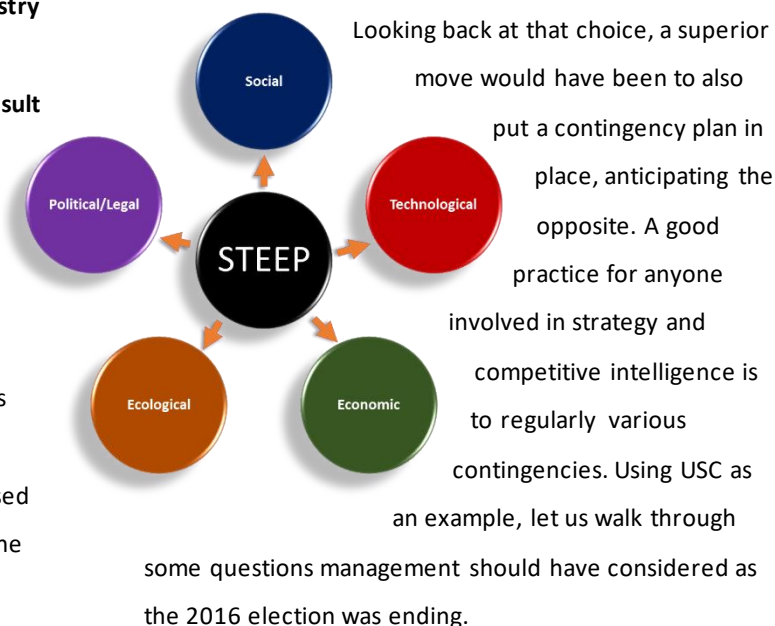 stry
sult
s
sed
Social
Political/Legal
Technological
STEEP
Ecological
Economic
Looking back at that choice, a superior
move would have been to also
put a contingency plan in
place, anticipating the
opposite. A good
practice for anyone
involved in strategy and
competitive intelligence is
to regularly various
contingencies. Using USC as
an example, let us walk through
some questions management should have considered as
the 2016 election was ending.